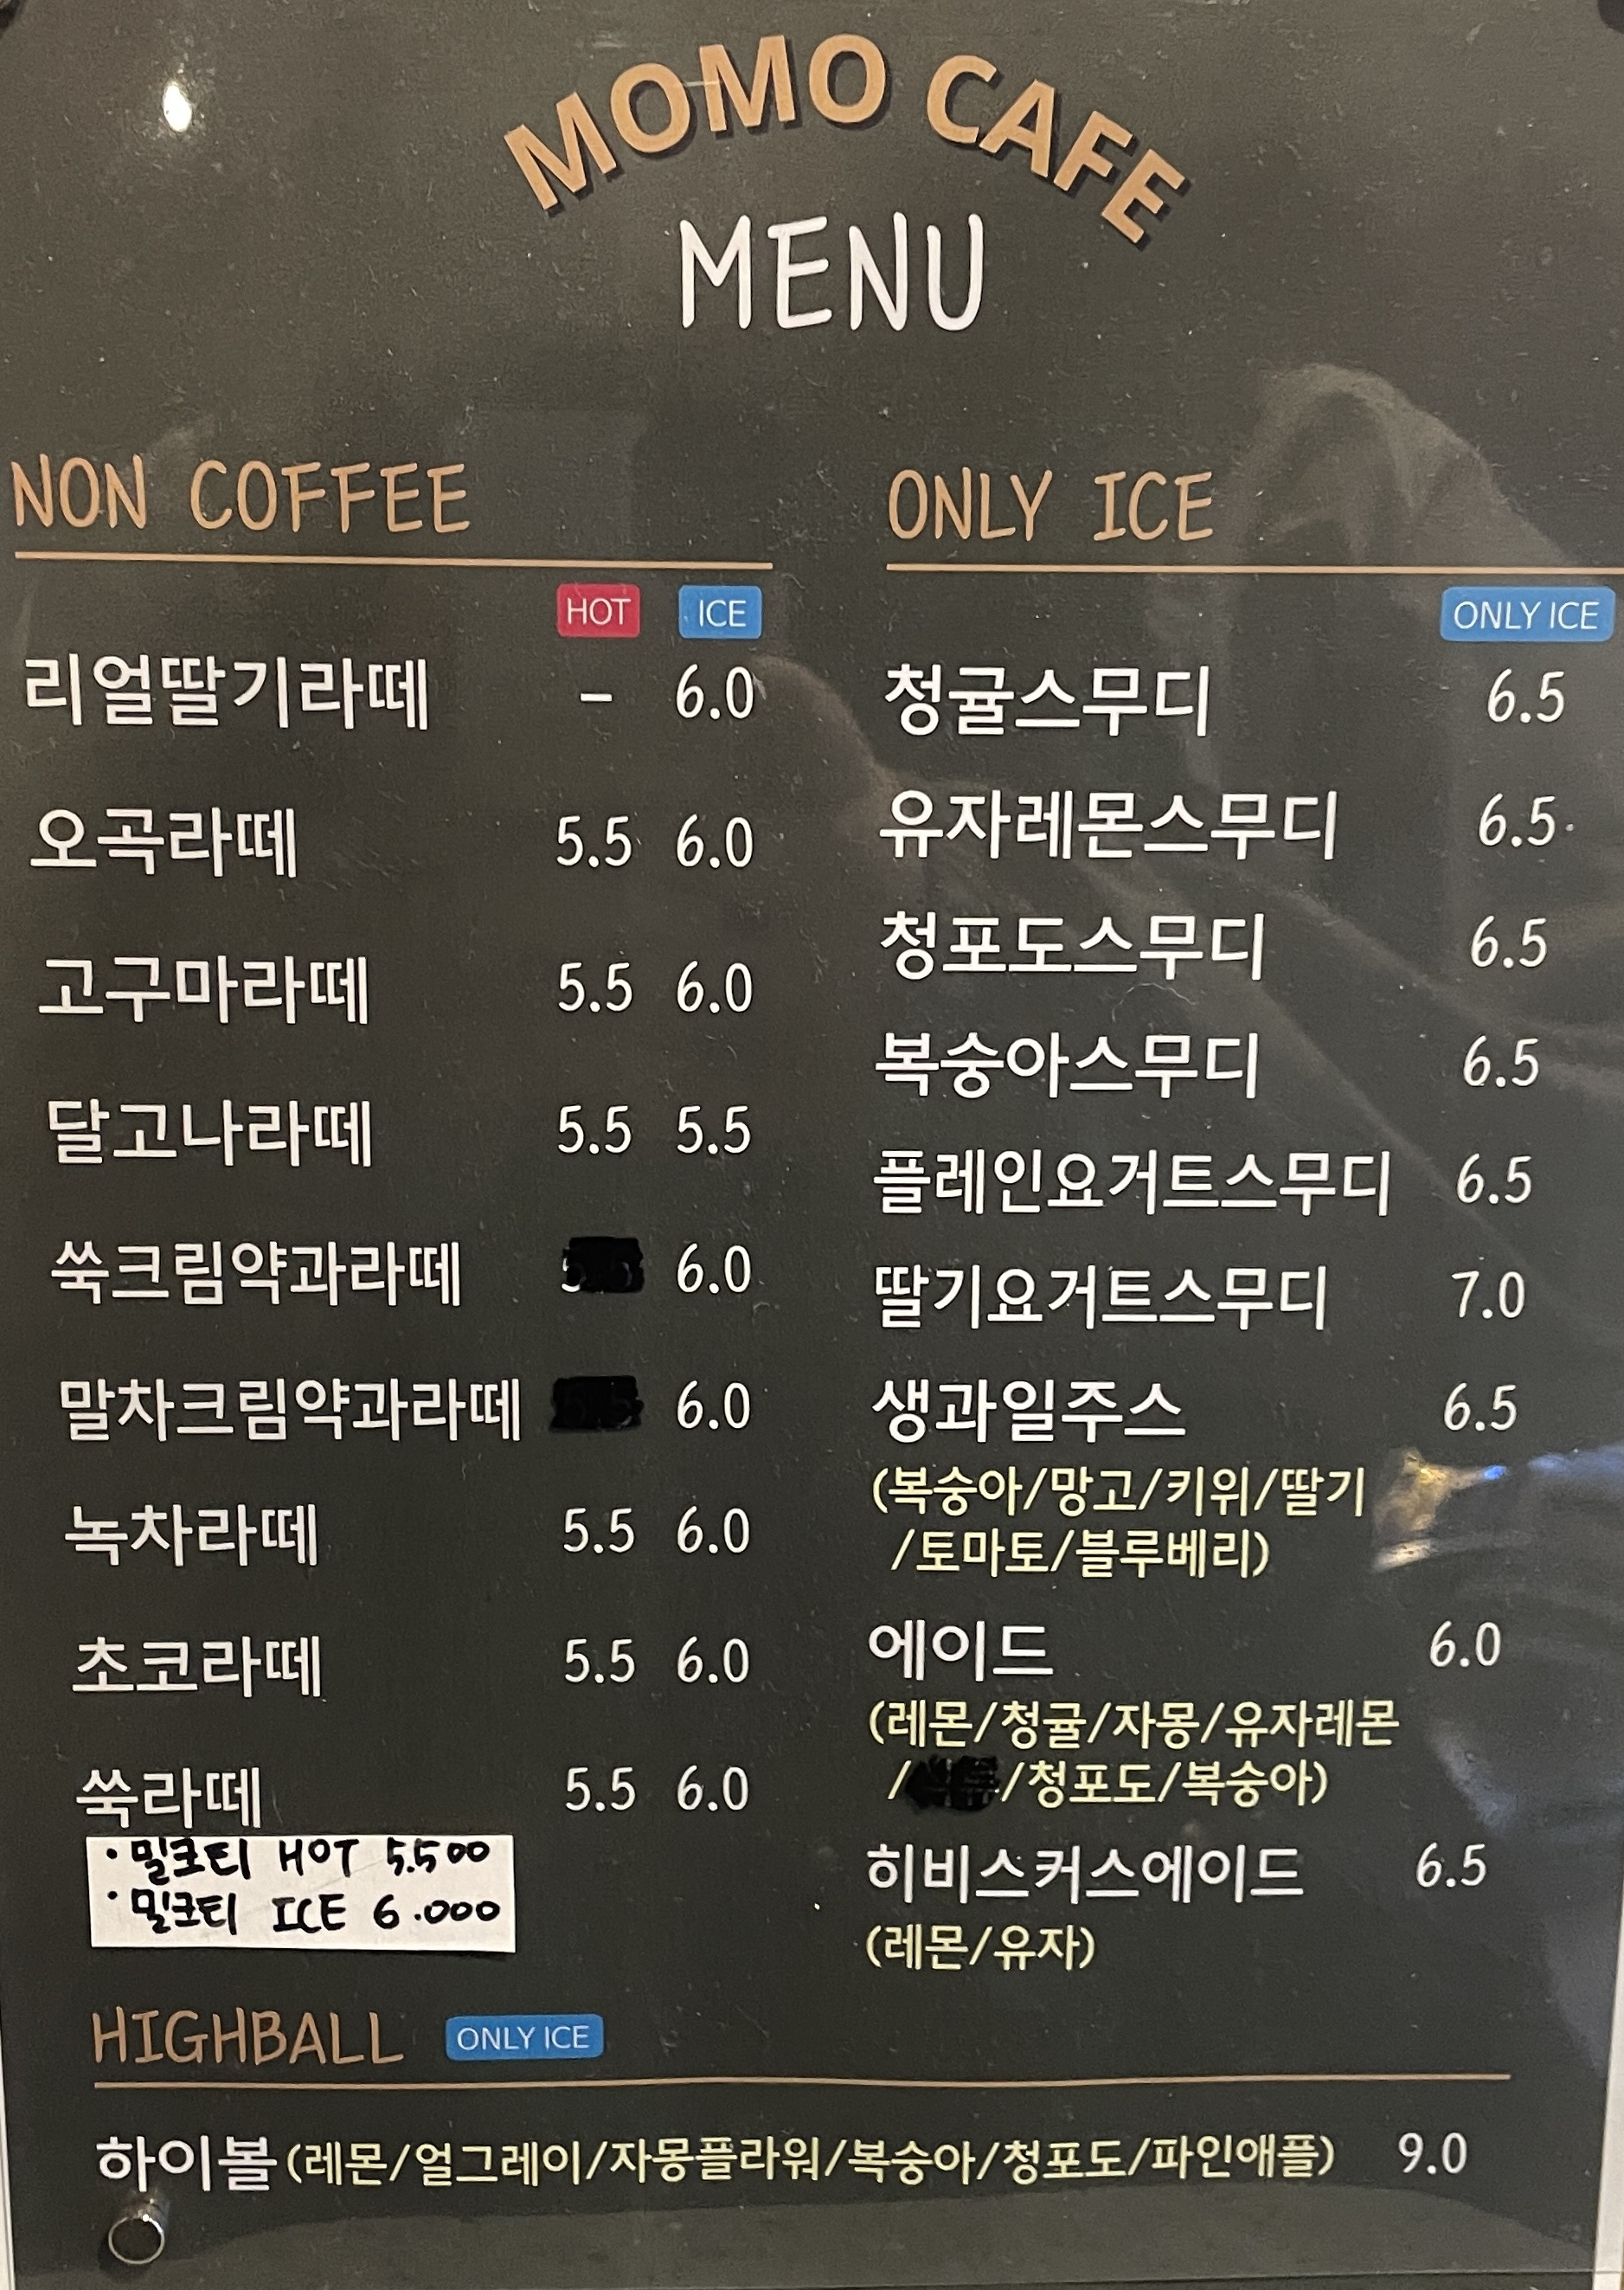 MOMO CAFE
MENU
NON COFFEE
HOT ICE
리얼딸기라떼 – 6.0
오곡라떼 5.5 6.0
고구마라떼 5.5 6.0
달고나라떼 5.5 5.5
쑥크림약과라떼 6.0
말차크림약과라떼 6.0
녹차라떼 5.5 6.0
초코라떼 5.5 6.0
쑥라떼 5.5 6.0
· 밀크티 HOT 5.500
· 밀크티 ICE 6.000
ONLY ICE
ONLY ICE
청귤스무디 6.5
유자레몬스무디 6.5
청포도스무디 6.5
복숭아스무디 6.5
플레인요거트스무디 6.5
딸기요거트스무디 7.0
생과일주스 6.5
(복숭아/망고/키위/딸기
/토마토/블루베리)
에이드 6.0
(레몬/청귤/자몽/유자레몬
/ /청포도/복숭아)
히비스커스에이드 6.5
(레몬/유자)
HIGHBALL ONLY ICE
하이볼(레몬/얼그레이/자몽플라워/복숭아/청포도/파인애플) 9.0